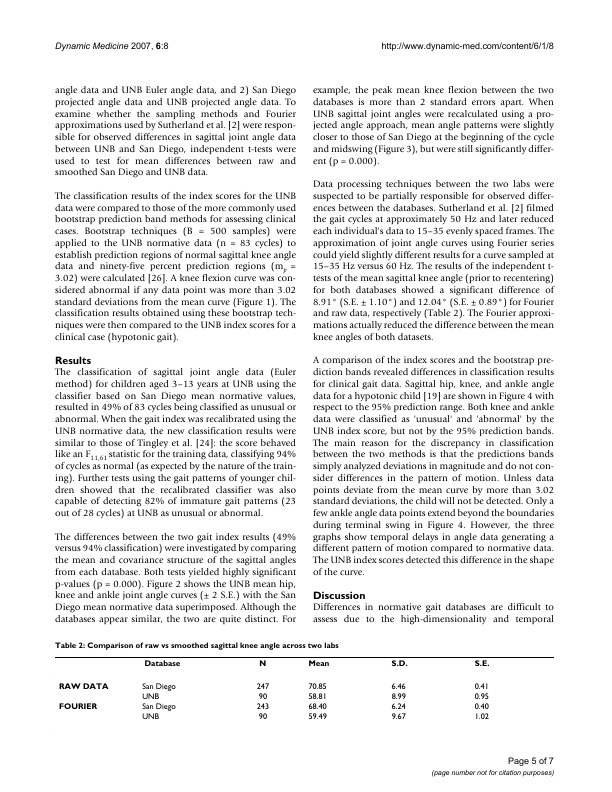 Dynamic Medicine 2007, 6:8
http://www.dynamic-med.com/content/6/1/8
angle data and UNB Euler angle data, and 2) San Diego
projected angle data and UNB projected angle data. To
examine whether the sampling methods and Fourier
approximations used by Sutherland et al. [2] were respon-
sible for observed differences in sagittal joint angle data
between UNB and San Diego, independent t-tests were
used to test for mean differences between raw and
smoothed San Diego and UNB data.
The classification results of the index scores for the UNB
data were compared to those of the more commonly used
bootstrap prediction band methods for assessing clinical
cases. Bootstrap techniques (B = 500 samples) were
applied to the UNB normative data (n = 83 cycles) to
establish prediction regions of normal sagittal knee angle
data and ninety-five percent prediction regions (mp =
3.02) were calculated [26]. A knee flexion curve was con-
sidered abnormal if any data point was more than 3.02
standard deviations from the mean curve (Figure 1). The
classification results obtained using these bootstrap tech-
niques were then compared to the UNB index scores for a
clinical case (hypotonic gait).
Results
The classification of sagittal joint angle data (Euler
method) for children aged 3–13 years at UNB using the
classifier based on San Diego mean normative values,
resulted in 49% of 83 cycles being classified as unusual or
abnormal. When the gait index was recalibrated using the
UNB normative data, the new classification results were
similar to those of Tingley et al. [24]: the score behaved
like an F11,61 statistic for the training data, classifying 94%
of cycles as normal (as expected by the nature of the train-
ing). Further tests using the gait patterns of younger chil-
dren showed that the recalibrated classifier was also
capable of detecting 82% of immature gait patterns (23
out of 28 cycles) at UNB as unusual or abnormal.
The differences between the two gait index results (49%
versus 94% classification) were investigated by comparing
the mean and covariance structure of the sagittal angles
from each database. Both tests yielded highly significant
p-values (p = 0.000). Figure 2 shows the UNB mean hip,
knee and ankle joint angle curves (± 2 S.E.) with the San
Diego mean normative data superimposed. Although the
databases appear similar, the two are quite distinct. For
example, the peak mean knee flexion between the two
databases is more than 2 standard errors apart. When
UNB sagittal joint angles were recalculated using a pro-
jected angle approach, mean angle patterns were slightly
closer to those of San Diego at the beginning of the cycle
and midswing (Figure 3), but were still significantly differ-
ent (p = 0.000).
Data processing techniques between the two labs were
suspected to be partially responsible for observed differ-
ences between the databases. Sutherland et al. [2] filmed
the gait cycles at approximately 50 Hz and later reduced
each individual's data to 15–35 evenly spaced frames. The
approximation of joint angle curves using Fourier series
could yield slightly different results for a curve sampled at
15–35 Hz versus 60 Hz. The results of the independent t-
tests of the mean sagittal knee angle (prior to recentering)
for both databases showed a significant difference of
8.91° (S.E. ± 1.10°) and 12.04° (S.E. ± 0.89°) for Fourier
and raw data, respectively (Table 2). The Fourier approxi-
mations actually reduced the difference between the mean
knee angles of both datasets.
A comparison of the index scores and the bootstrap pre-
diction bands revealed differences in classification results
for clinical gait data. Sagittal hip, knee, and ankle angle
data for a hypotonic child [19] are shown in Figure 4 with
respect to the 95% prediction range. Both knee and ankle
data were classified as 'unusual' and 'abnormal' by the
UNB index score, but not by the 95% prediction bands.
The main reason for the discrepancy in classification
between the two methods is that the predictions bands
simply analyzed deviations in magnitude and do not con-
sider differences in the pattern of motion. Unless data
points deviate from the mean curve by more than 3.02
standard deviations, the child will not be detected. Only a
few ankle angle data points extend beyond the boundaries
during terminal swing in Figure 4. However, the three
graphs show temporal delays in angle data generating a
different pattern of motion compared to normative data.
The UNB index scores detected this difference in the shape
of the curve.
Discussion
Differences in normative gait databases are difficult to
assess due to the high-dimensionality and temporal
Table 2: Comparison of raw vs smoothed sagittal knee angle across two labs
Database N Mean S.D. S.E.
RAW DATA San Diego 247 70.85 6.46 0.41
UNB 90 58.81 8.99 0.95
FOURIER San Diego 243 68.40 6.24 0.40
UNB 90 59.49 9.67 1.02
Page 5 of 7
(page number not for citation purposes)